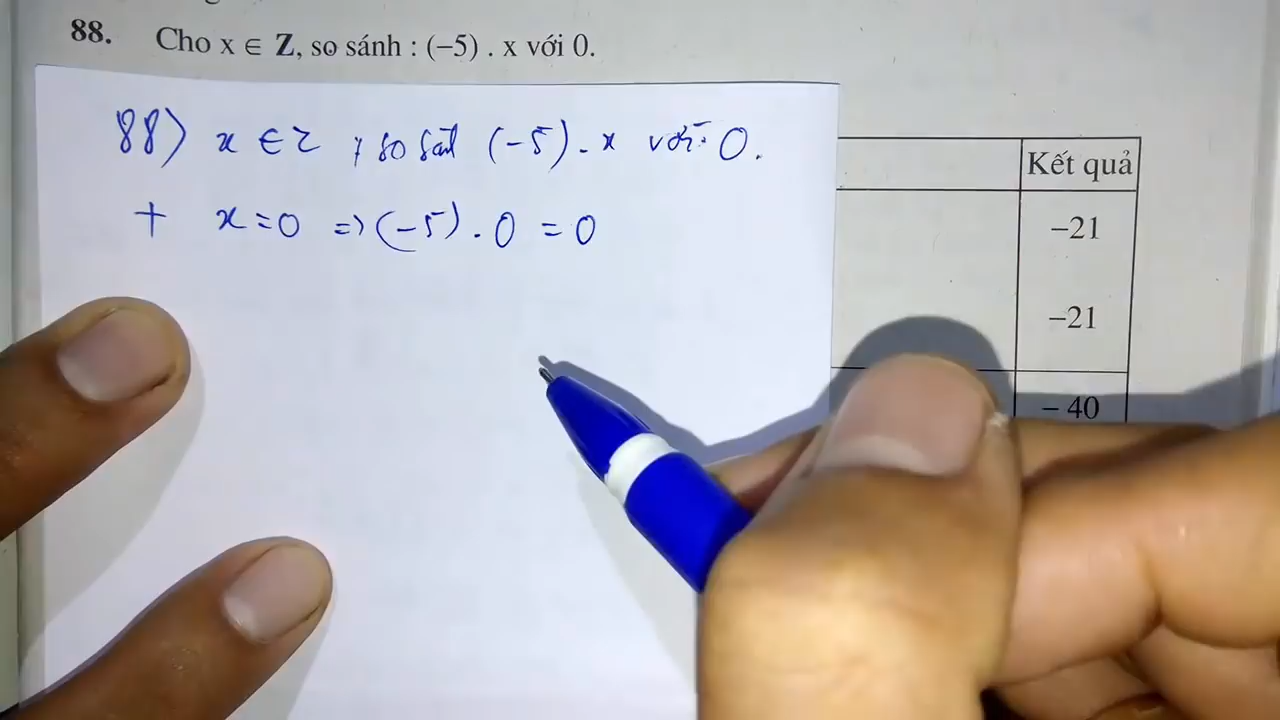 88. Cho x ∈ Z, so sánh : (−5) . x với 0.
88) x ∈ Z, so sát (-5) . x với 0.
+ x = 0 => (-5) . 0 = 0
Kết quả
−21
−21
− 40